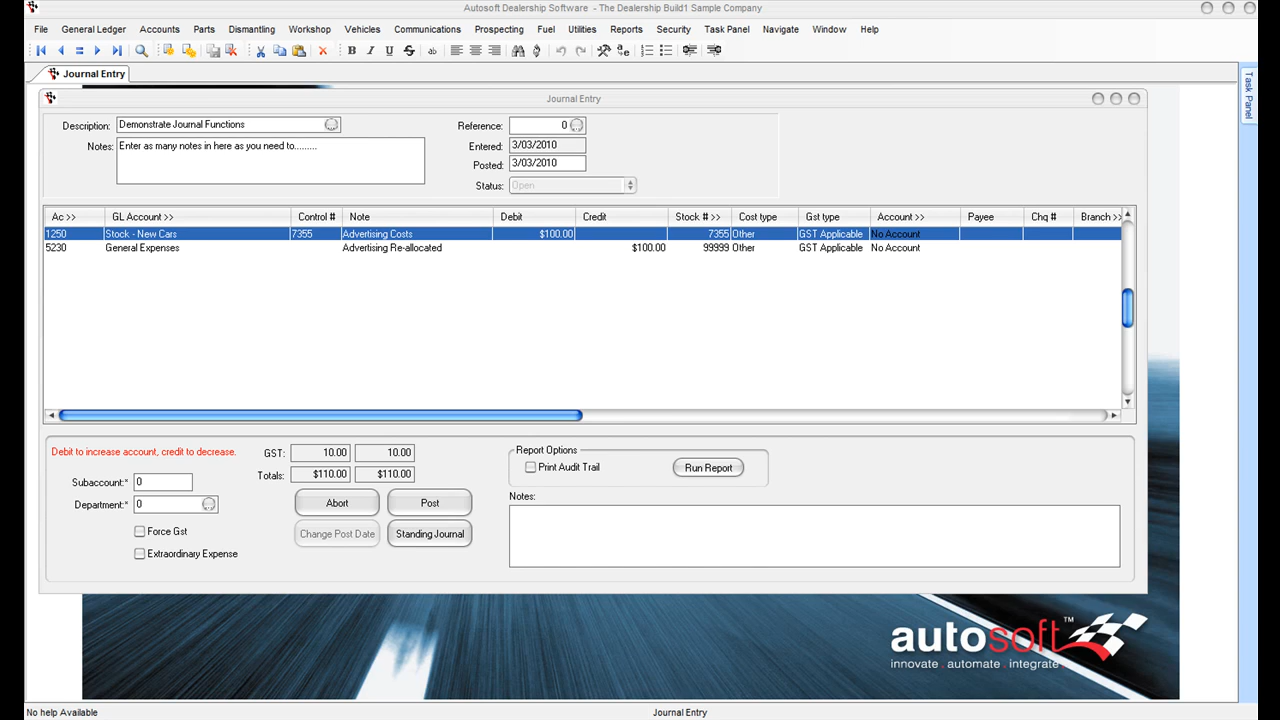 Autosoft Dealership Software - The Dealership Build1 Sample Company
File General Ledger Accounts Parts Dismantling Workshop Vehicles Communications Prospecting Fuel Utilities Reports Security Task Panel Navigate Window Help
B I U S ab
Journal Entry
Task Panel
Journal Entry
Description: Demonstrate Journal Functions Reference: 0
Notes: Enter as many notes in here as you need to......... Entered: 3/03/2010
Posted: 3/03/2010
Status: Open
Ac >> GL Account >> Control # Note Debit Credit Stock # >> Cost type Gst type Account >> Payee Chq # Branch >>
1250 Stock - New Cars 7355 Advertising Costs $100.00 7355 Other GST Applicable No Account
5230 General Expenses Advertising Re-allocated $100.00 99999 Other GST Applicable No Account
Debit to increase account, credit to decrease. GST: 10.00 10.00 Report Options
Totals: $110.00 $110.00 Print Audit Trail Run Report
Subaccount:* 0
Department:* 0 Abort Post Notes:
Force Gst Change Post Date Standing Journal
Extraordinary Expense
autosoft™
innovate . automate . integrate
No help Available Journal Entry